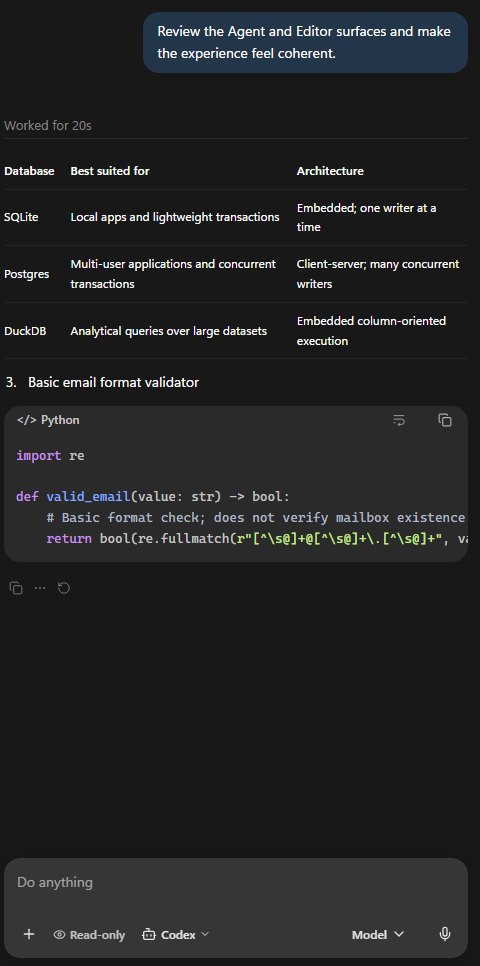 Review the Agent and Editor surfaces and make
the experience feel coherent.
Worked for 20s
Database Best suited for Architecture
SQLite Local apps and lightweight transactions Embedded; one writer at a
time
Postgres Multi-user applications and concurrent
transactions Client-server; many concurrent
writers
DuckDB Analytical queries over large datasets Embedded column-oriented
execution
3. Basic email format validator
</> Python
import re
def valid_email(value: str) -> bool:
# Basic format check; does not verify mailbox existence
return bool(re.fullmatch(r"[^\s@]+@[^\s@]+\.[^\s@]+", va
Do anything
Read-only Codex Model